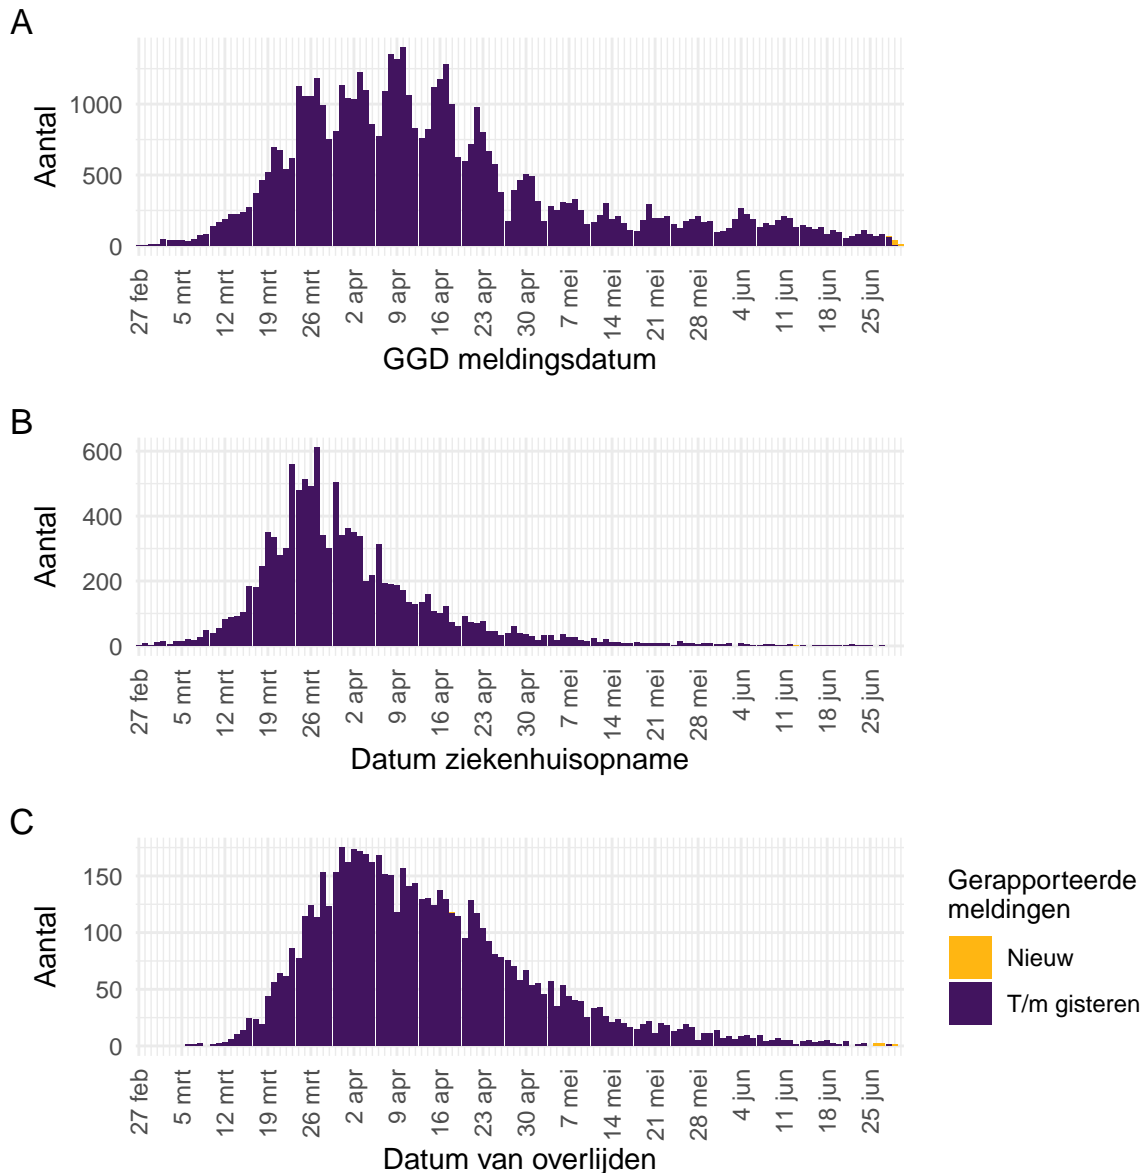 A
Aantal
1000
500
0
27 feb
5 mrt
12 mrt
19 mrt
26 mrt
2 apr
9 apr
16 apr
23 apr
30 apr
7 mei
14 mei
21 mei
28 mei
4 jun
11 jun
18 jun
25 jun
GGD meldingsdatum
B
Aantal
600
400
200
0
27 feb
5 mrt
12 mrt
19 mrt
26 mrt
2 apr
9 apr
16 apr
23 apr
30 apr
7 mei
14 mei
21 mei
28 mei
4 jun
11 jun
18 jun
25 jun
Datum ziekenhuisopname
C
Aantal
150
100
50
0
27 feb
5 mrt
12 mrt
19 mrt
26 mrt
2 apr
9 apr
16 apr
23 apr
30 apr
7 mei
14 mei
21 mei
28 mei
4 jun
11 jun
18 jun
25 jun
Datum van overlijden
Gerapporteerde
meldingen
Nieuw
T/m gisteren